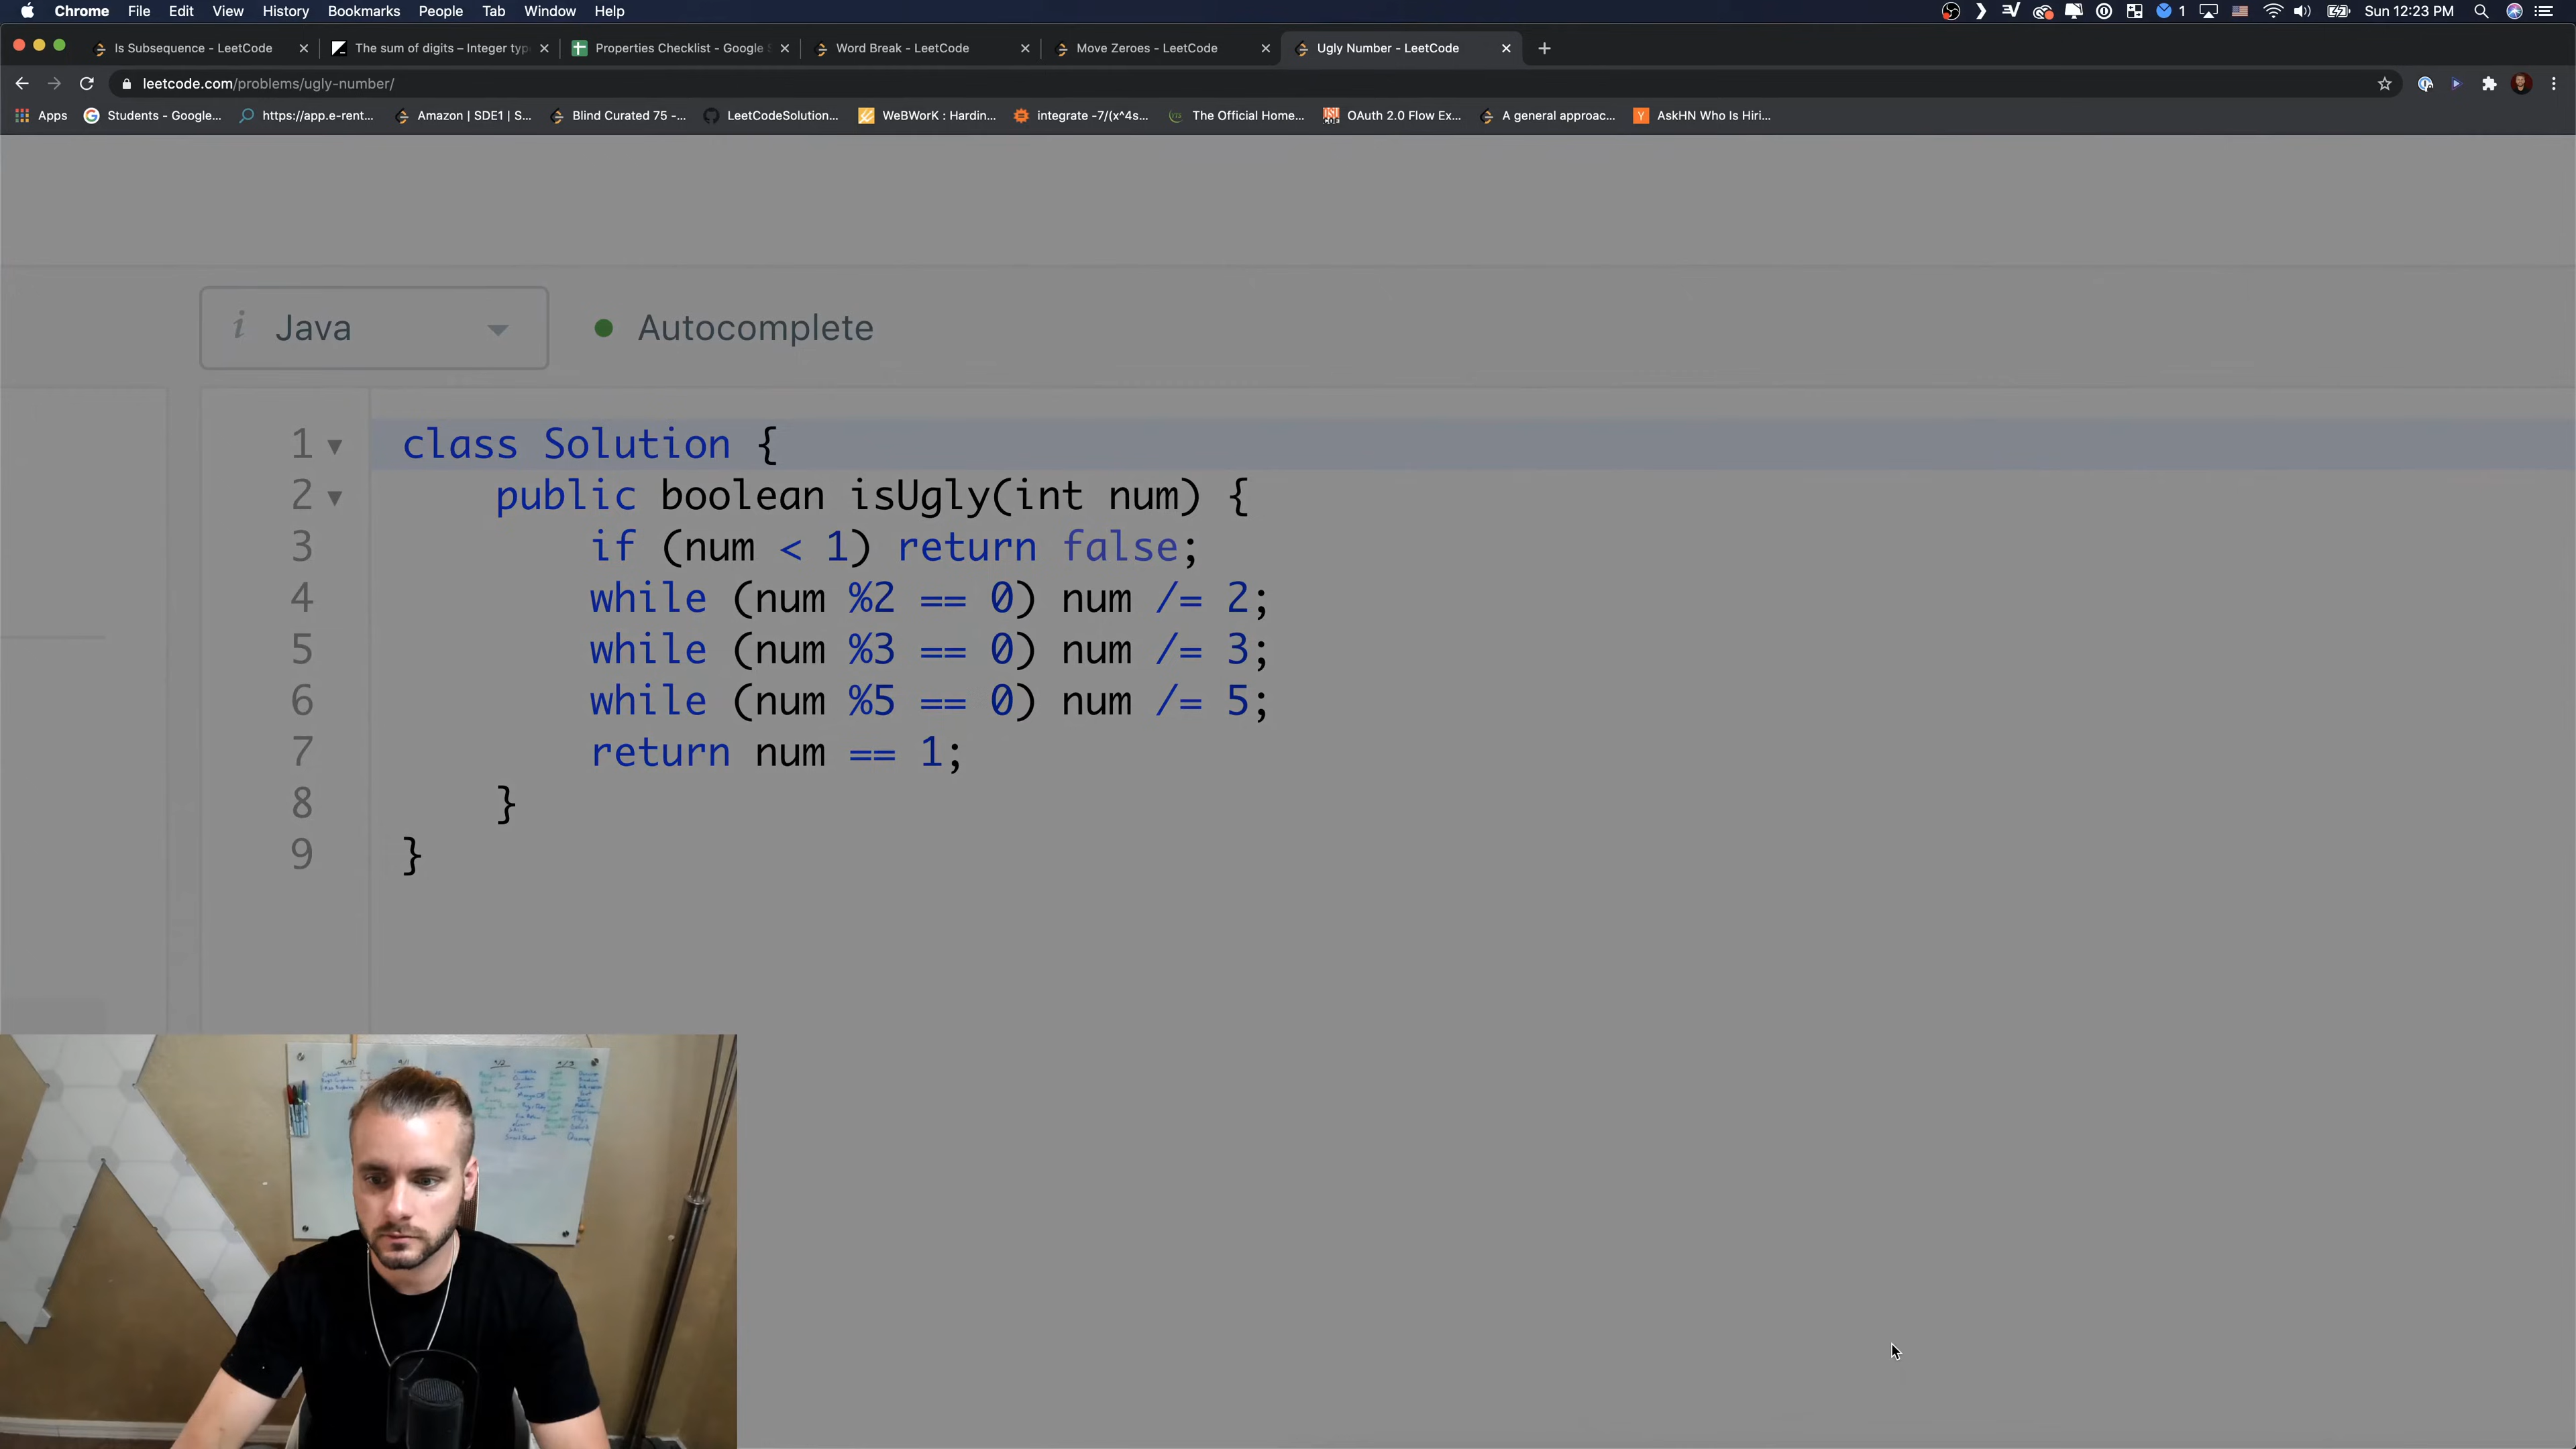 Chrome File Edit View History Bookmarks People Tab Window Help 1 Sun 12:23 PM
Is Subsequence - LeetCode The sum of digits – Integer typ Properties Checklist - Google Word Break - LeetCode Move Zeroes - LeetCode Ugly Number - LeetCode
leetcode.com/problems/ugly-number/
Apps Students - Google... https://app.e-rent... Amazon | SDE1 | S... Blind Curated 75 -... LeetCodeSolution... WeBWorK : Hardin... integrate -7/(x^4s... The Official Home... OAuth 2.0 Flow Ex... A general approac... AskHN Who Is Hiri...
i Java Autocomplete
1 class Solution {
2 public boolean isUgly(int num) {
3 if (num < 1) return false;
4 while (num %2 == 0) num /= 2;
5 while (num %3 == 0) num /= 3;
6 while (num %5 == 0) num /= 5;
7 return num == 1;
8 }
9 }